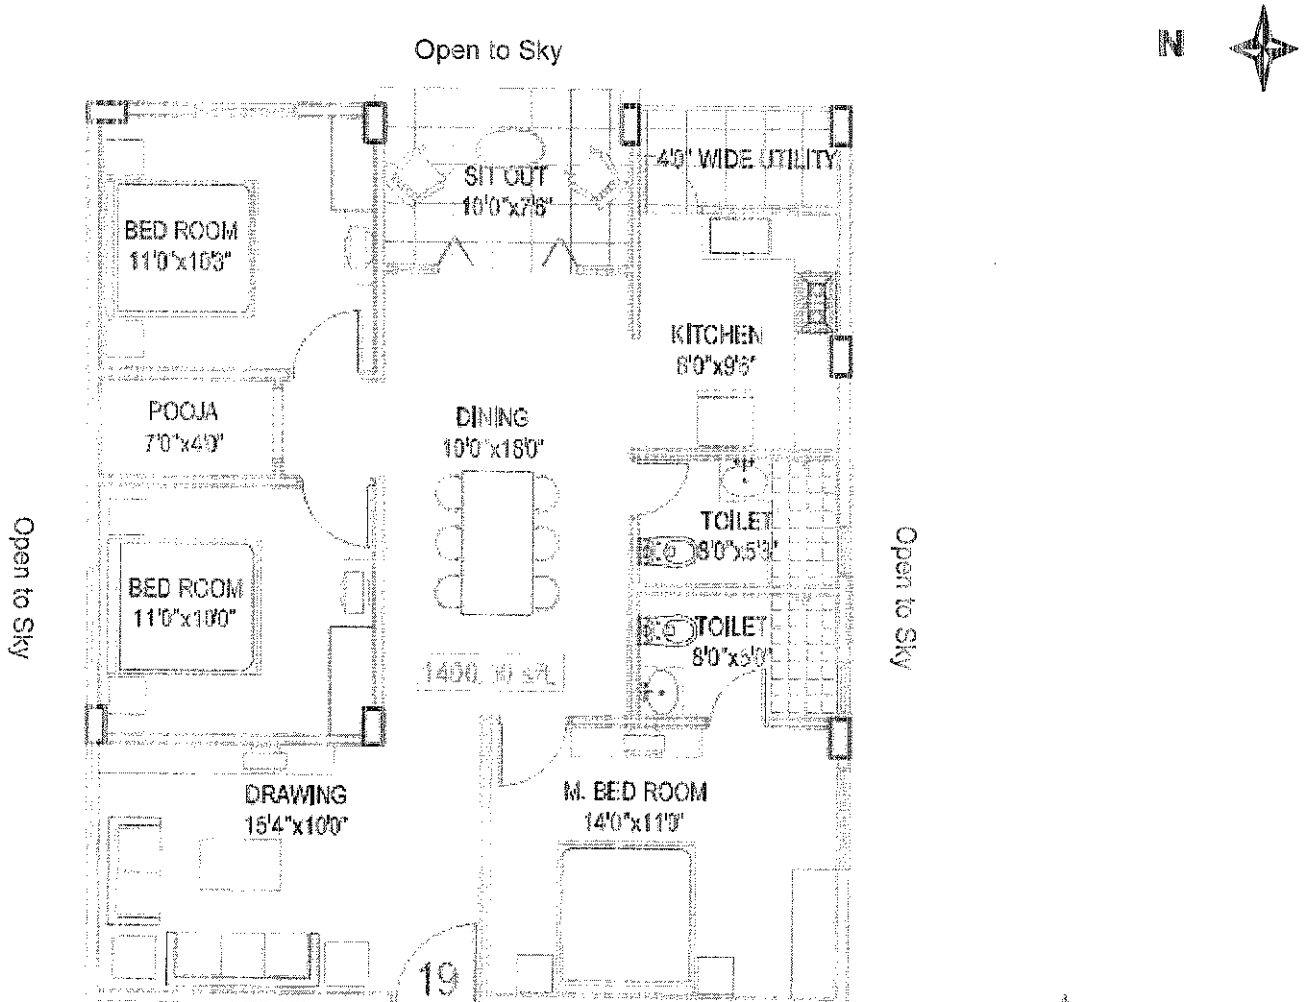 Open to Sky
N
4'0" WIDE UTILITY
SIT OUT
10'0"x7'6"
BED ROOM
11'0"x10'3"
KITCHEN
8'0"x9'6"
POOJA
7'0"x4'0"
DINING
10'0"x18'0"
TOILET
8'0"x5'3"
Open to Sky
Open to Sky
BED ROOM
11'0"x10'0"
TOILET
8'0"x5'0"
DRAWING
15'4"x10'0"
M. BED ROOM
14'0"x11'0"
19